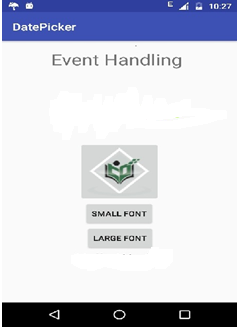 E 10:27
DatePicker
Event Handling
SMALL FONT
LARGE FONT